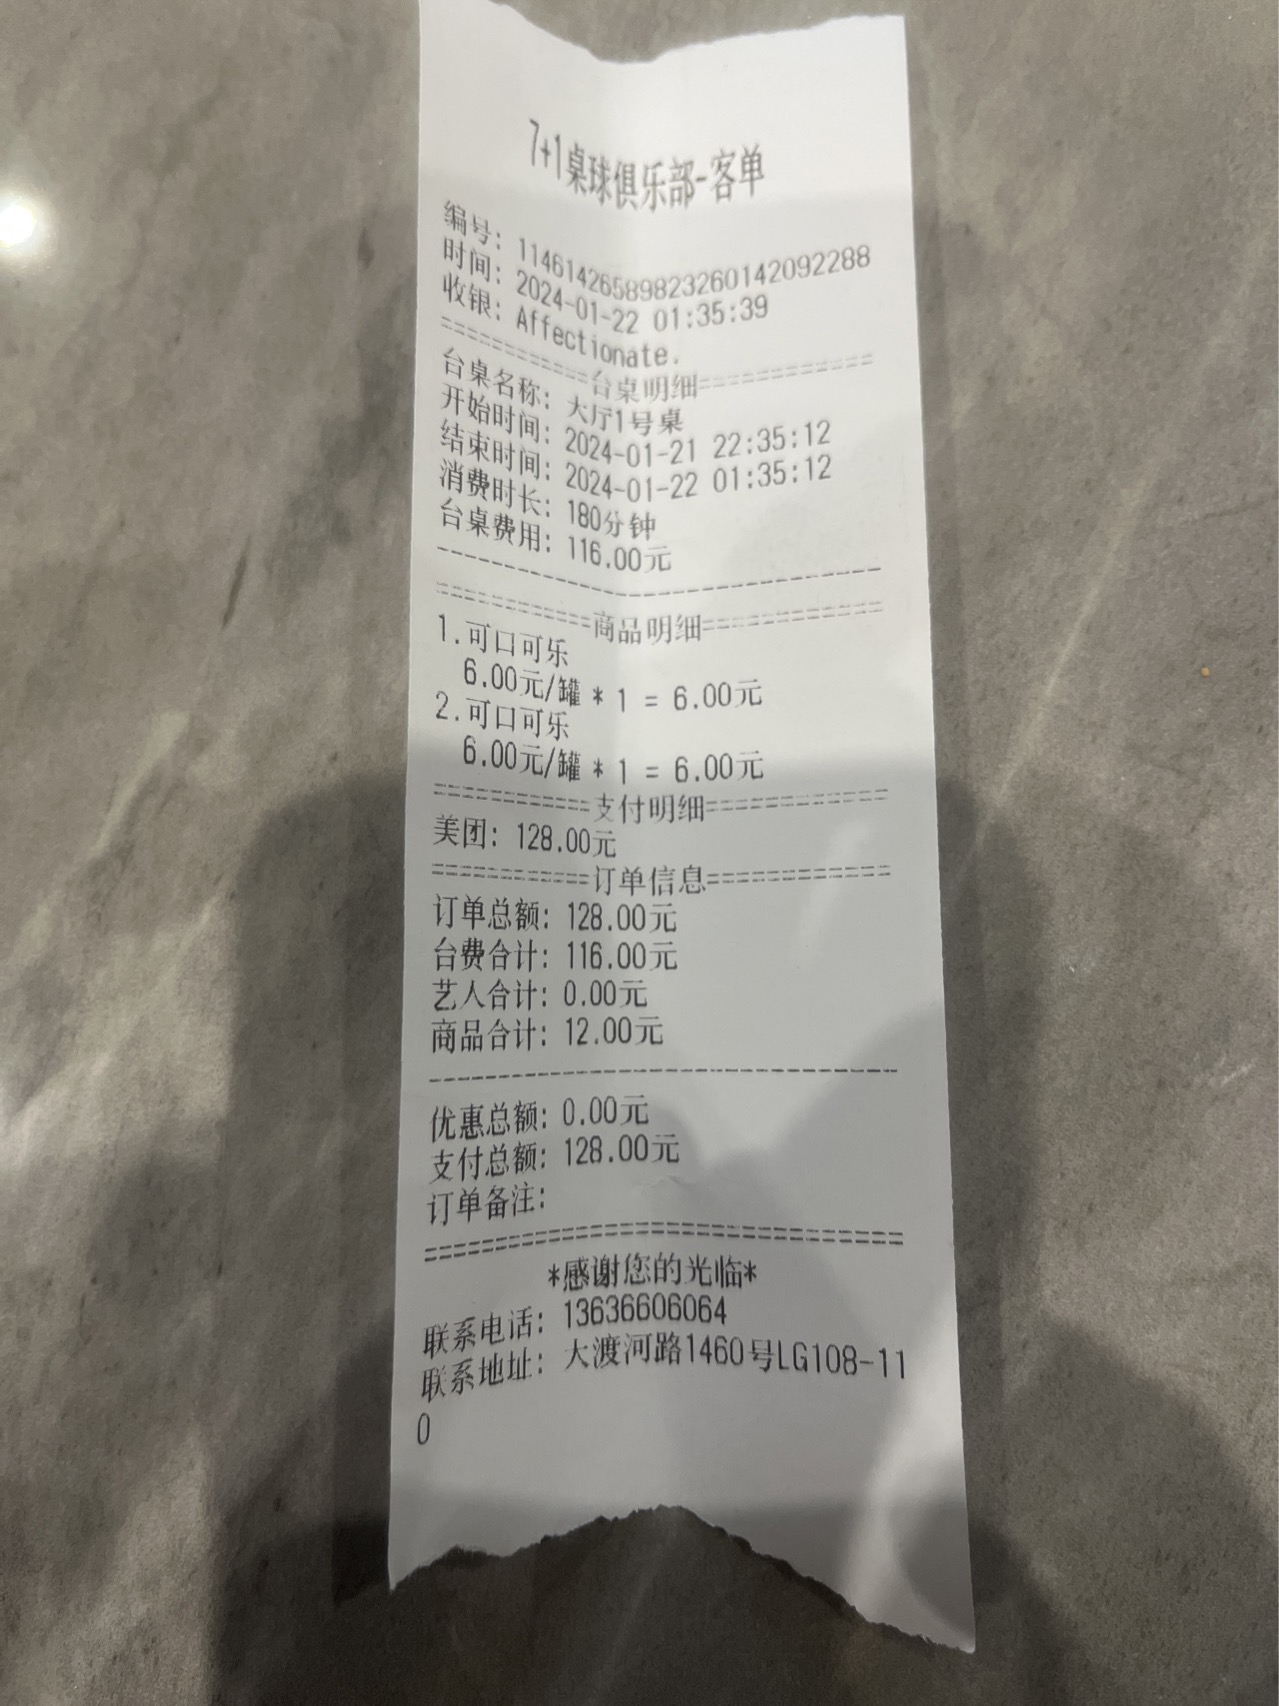 7+1桌球俱乐部-客单
编号: 1146142658982326014209228​8
时间: 2024-01-22 01:35:39
收银: Affectionate.
===========台桌明细=============
台桌名称: 大厅1号桌
开始时间: 2024-01-21 22:35:12
结束时间: 2024-01-22 01:35:12
消费时长: 180分钟
台桌费用: 116.00元
--------------------------------
===========商品明细=============
1.可口可乐
6.00元/罐 * 1 = 6.00元
2.可口可乐
6.00元/罐 * 1 = 6.00元
===========支付明细=============
美团: 128.00元
===========订单信息=============
订单总额: 128.00元
台费合计: 116.00元
艺人合计: 0.00元
商品合计: 12.00元
--------------------------------
优惠总额: 0.00元
支付总额: 128.00元
订单备注:
================================
*感谢您的光临*
联系电话: 13636606064
联系地址: 大渡河路1460号LG108-11
0